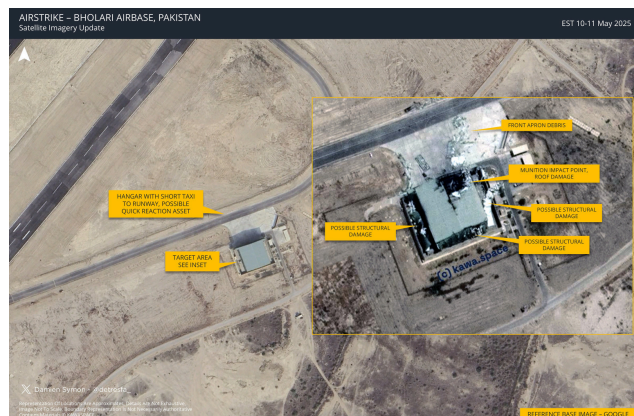 AIRSTRIKE – BHOLARI AIRBASE, PAKISTAN
Satellite Imagery Update
EST 10-11 May 2025
FRONT APRON DEBRIS
MUNITION IMPACT POINT,
ROOF DAMAGE
HANGAR WITH SHORT TAXI
TO RUNWAY, POSSIBLE
QUICK REACTION ASSET
POSSIBLE STRUCTURAL
DAMAGE
POSSIBLE STRUCTURAL
DAMAGE
POSSIBLE STRUCTURAL
DAMAGE
TARGET AREA
SEE INSET
(c) kawa.space
Damien Symon - @detresfa_
REFERENCE BASE IMAGE – GOOGLE